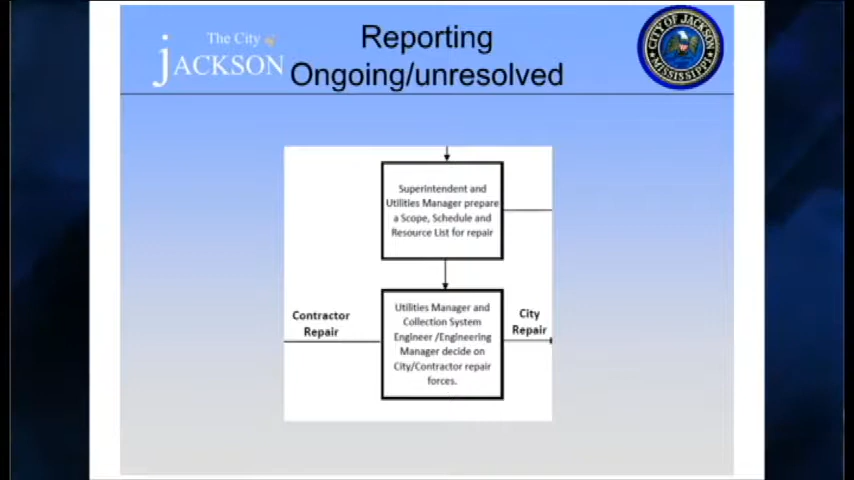 The City of
jACKSON
Reporting
Ongoing/unresolved
CITY OF JACKSON
MISSISSIPPI
Superintendent and
Utilities Manager prepare
a Scope, Schedule and
Resource List for repair
Contractor
Repair
Utilities Manager and
Collection System
Engineer /Engineering
Manager decide on
City/Contractor repair
forces.
City
Repair